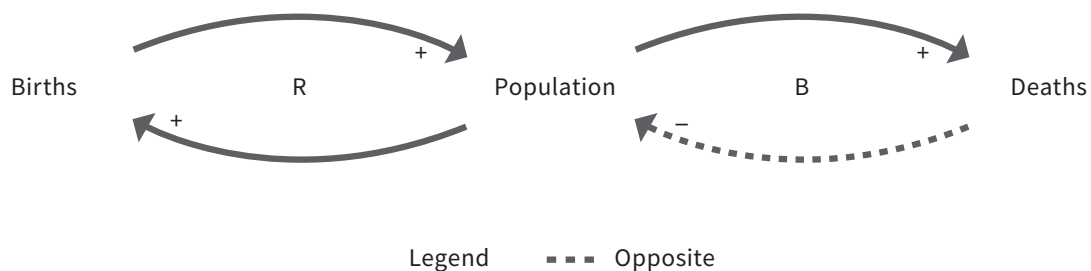 + +
Births R Population B Deaths
+ –
Legend Opposite